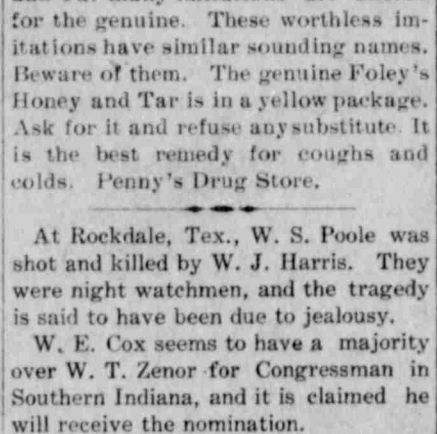 for the genuine. These worthless im-
itations have similar sounding names.
Beware of them. The genuine Foley's
Honey and Tar is in a yellow package.
Ask for it and refuse any substitute. It
is the best remedy for coughs and
colds. Penny's Drug Store.
At Rockdale, Tex., W. S. Poole was
shot and killed by W. J. Harris. They
were night watchmen, and the tragedy
is said to have been due to jealousy.
W. E. Cox seems to have a majority
over W. T. Zenor for Congressman in
Southern Indiana, and it is claimed he
will receive the nomination.